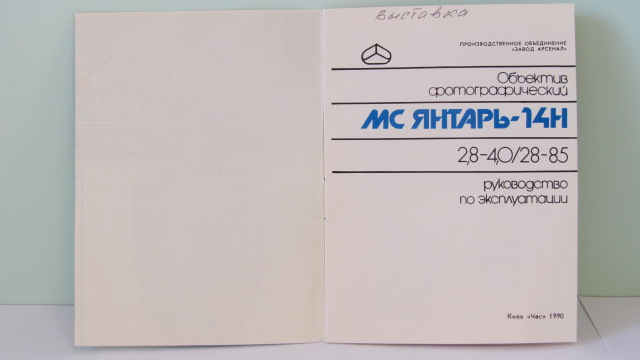 выставка
ПРОИЗВОДСТВЕННОЕ ОБЪЕДИНЕНИЕ
«ЗАВОД АРСЕНАЛ»
Объектив
фотографический
МС ЯНТАРЬ-14Н
2,8-4,0/28-85
руководство
по эксплуатации
Киев «Час» 1990